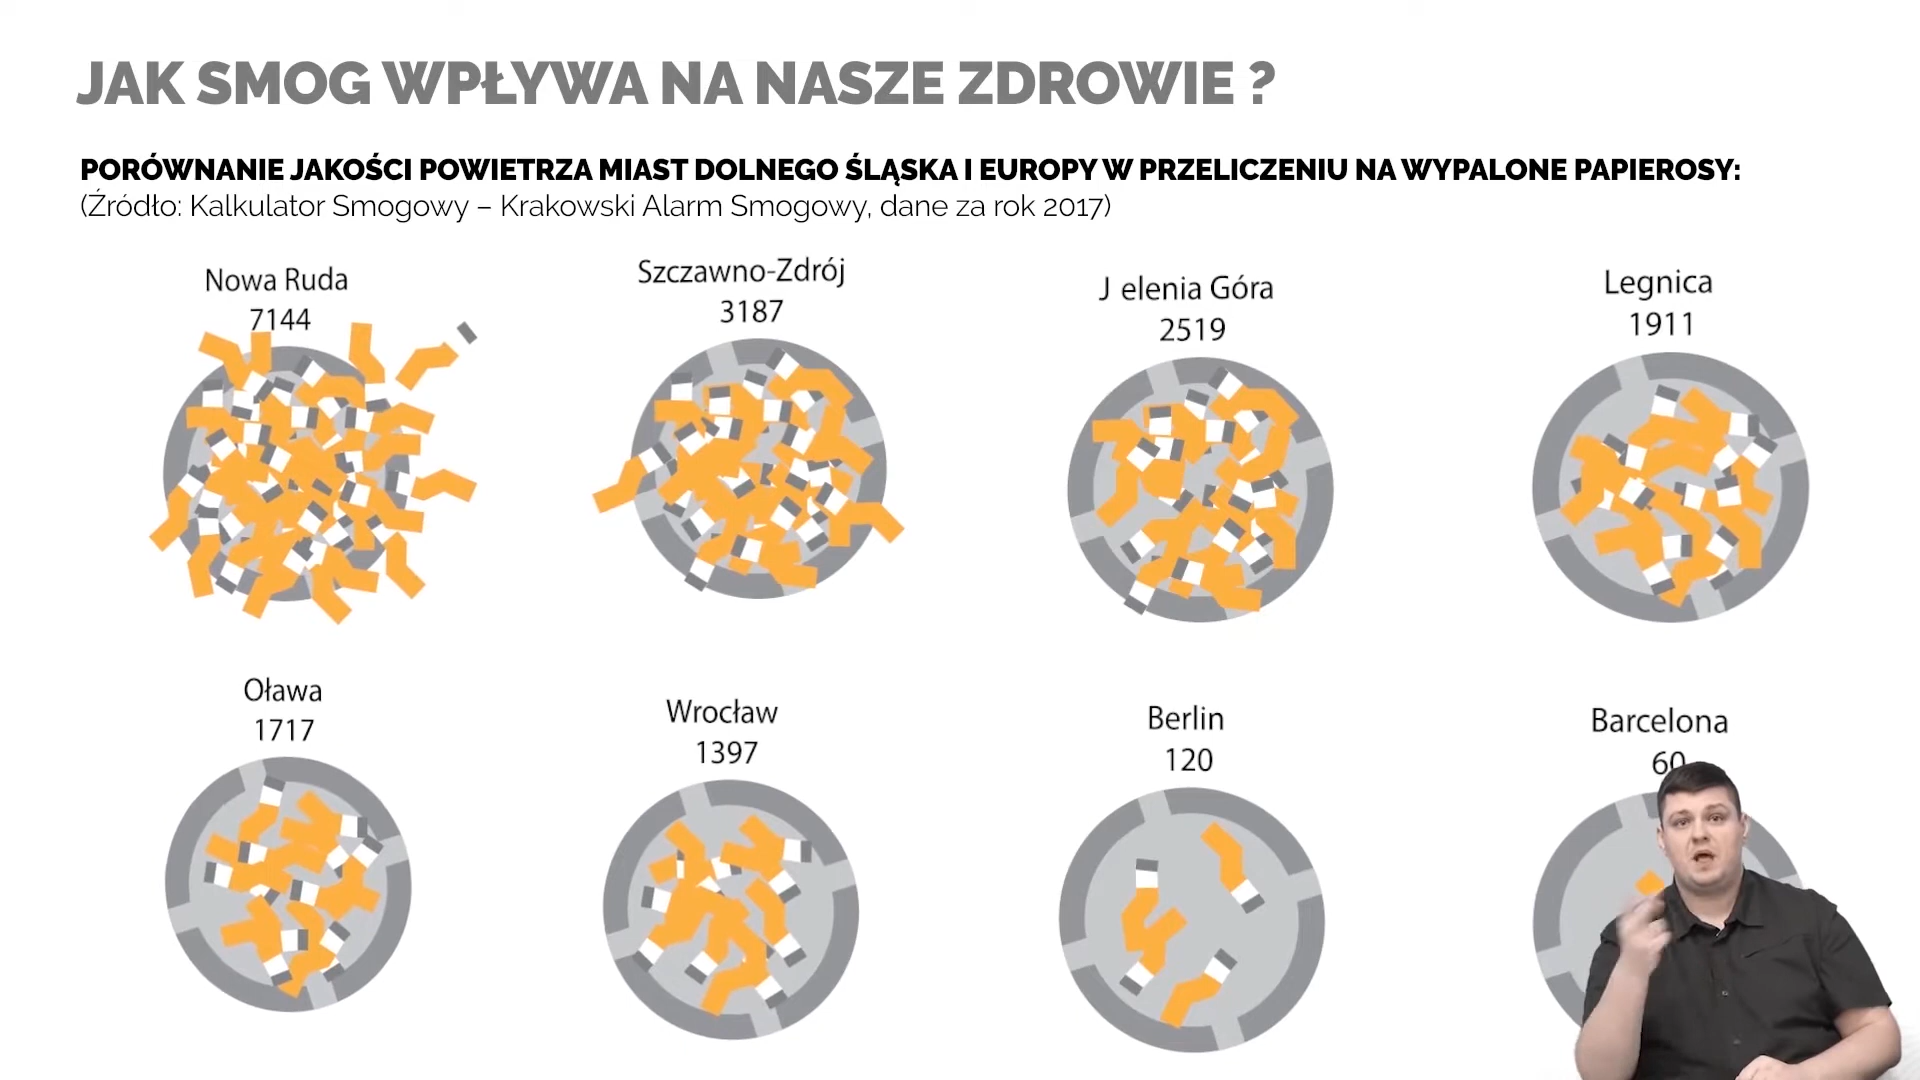 JAK SMOG WPŁYWA NA NASZE ZDROWIE ?
PORÓWNANIE JAKOŚCI POWIETRZA MIAST DOLNEGO ŚLĄSKA I EUROPY W PRZELICZENIU NA WYPALONE PAPIEROSY:
(Źródło: Kalkulator Smogowy – Krakowski Alarm Smogowy, dane za rok 2017)
Nowa Ruda
7144
Szczawno-Zdrój
3187
J elenia Góra
2519
Legnica
1911
Oława
1717
Wrocław
1397
Berlin
120
Barcelona
60